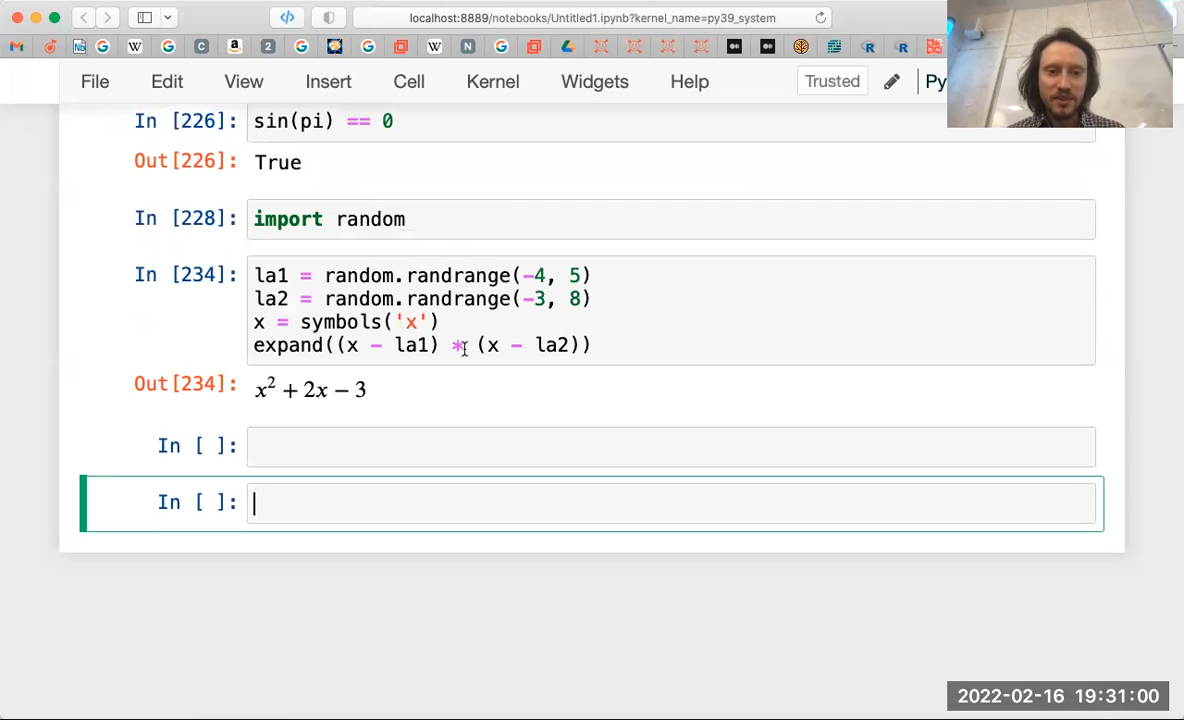 localhost:8889/notebooks/Untitled1.ipynb?kernel_name=py39_system
File Edit View Insert Cell Kernel Widgets Help Trusted Py
In [226]: sin(pi) == 0
Out[226]: True
In [228]: import random
In [234]: la1 = random.randrange(-4, 5)
la2 = random.randrange(-3, 8)
x = symbols('x')
expand((x - la1) * (x - la2))
Out[234]: x² + 2x − 3
In [ ]:
In [ ]:
2022-02-16 19:31:00